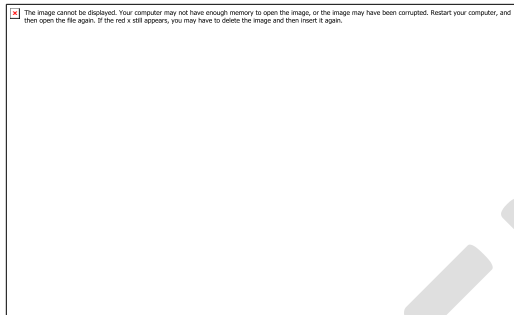 The image cannot be displayed. Your computer may not have enough memory to open the image, or the image may have been corrupted. Restart your computer, and
then open the file again. If the red x still appears, you may have to delete the image and then insert it again.